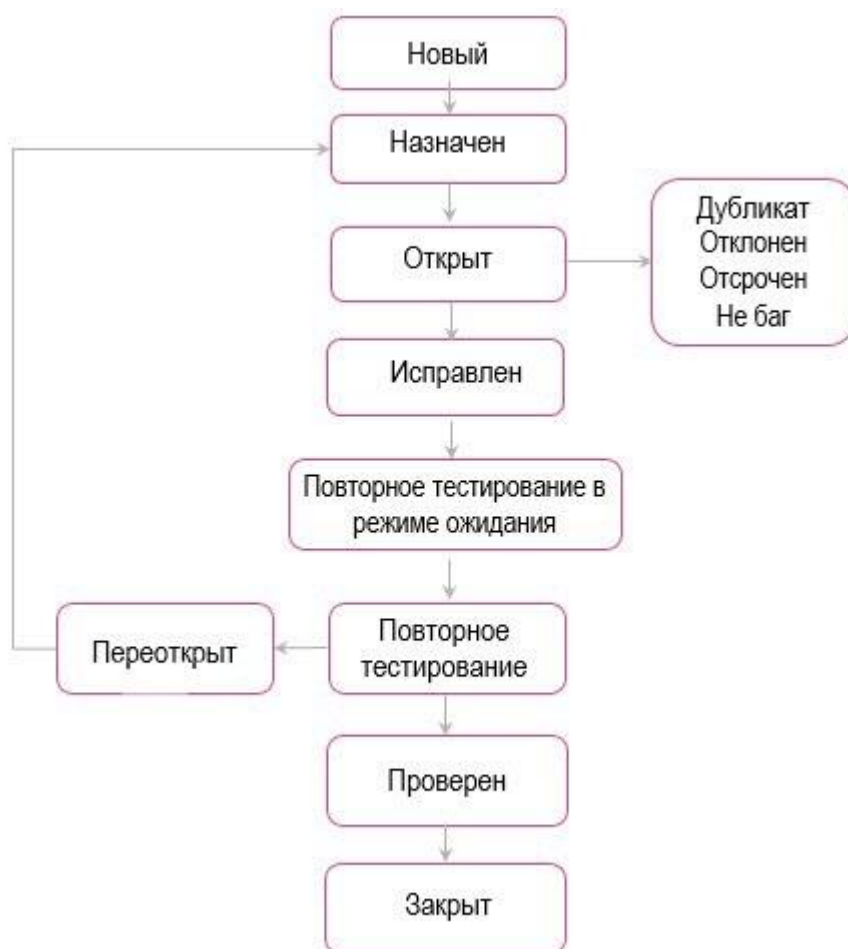 Новый
Назначен
Открыт
Дубликат
Отклонен
Отсрочен
Не баг
Исправлен
Повторное тестирование в
режиме ожидания
Повторное
тестирование
Переоткрыт
Проверен
Закрыт